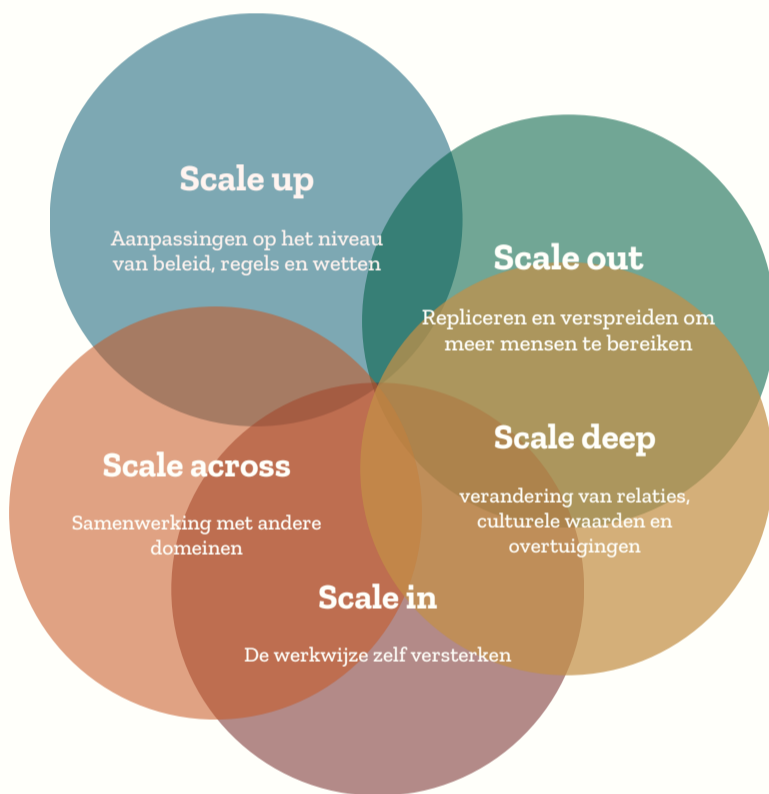 Scale up
Aanpassingen op het niveau
van beleid, regels en wetten
Scale out
Repliceren en verspreiden om
meer mensen te bereiken
Scale deep
verandering van relaties,
culturele waarden en
overtuigingen
Scale across
Samenwerking met andere
domeinen
Scale in
De werkwijze zelf versterken